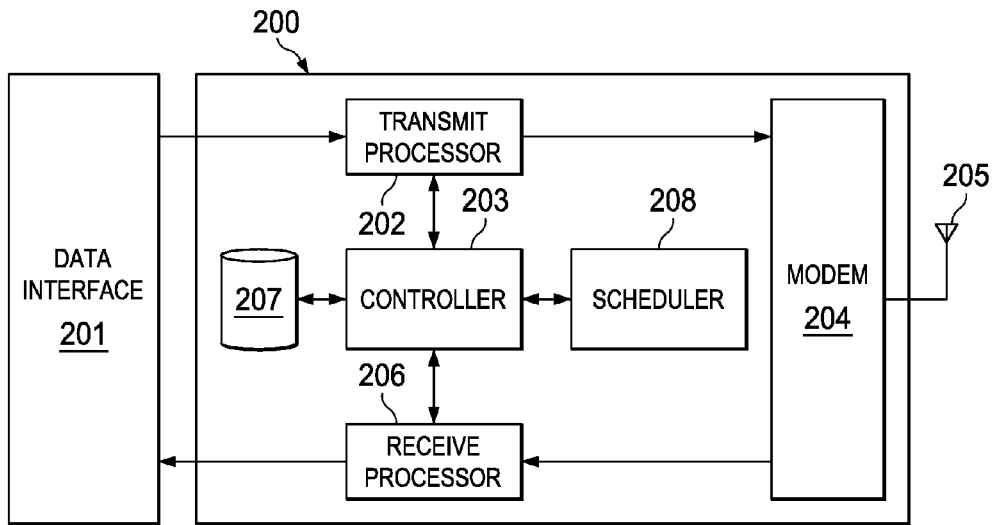 200
TRANSMIT
PROCESSOR
202
203
208
205
DATA
INTERFACE
201
207
CONTROLLER
SCHEDULER
MODEM
204
206
RECEIVE
PROCESSOR